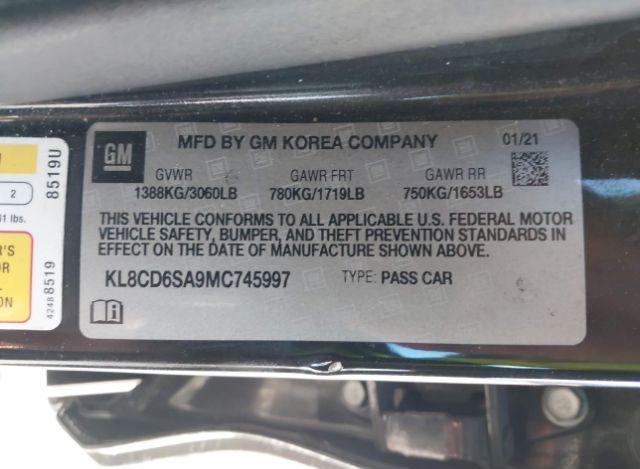 GM
MFD BY GM KOREA COMPANY 01/21
GVWR GAWR FRT GAWR RR
1388KG/3060LB 780KG/1719LB 750KG/1653LB
THIS VEHICLE CONFORMS TO ALL APPLICABLE U.S. FEDERAL MOTOR
VEHICLE SAFETY, BUMPER, AND THEFT PREVENTION STANDARDS IN
EFFECT ON THE DATE OF MANUFACTURE SHOWN ABOVE.
KL8CD6SA9MC745997 TYPE: PASS CAR
8519U
2
lbs.
42488519